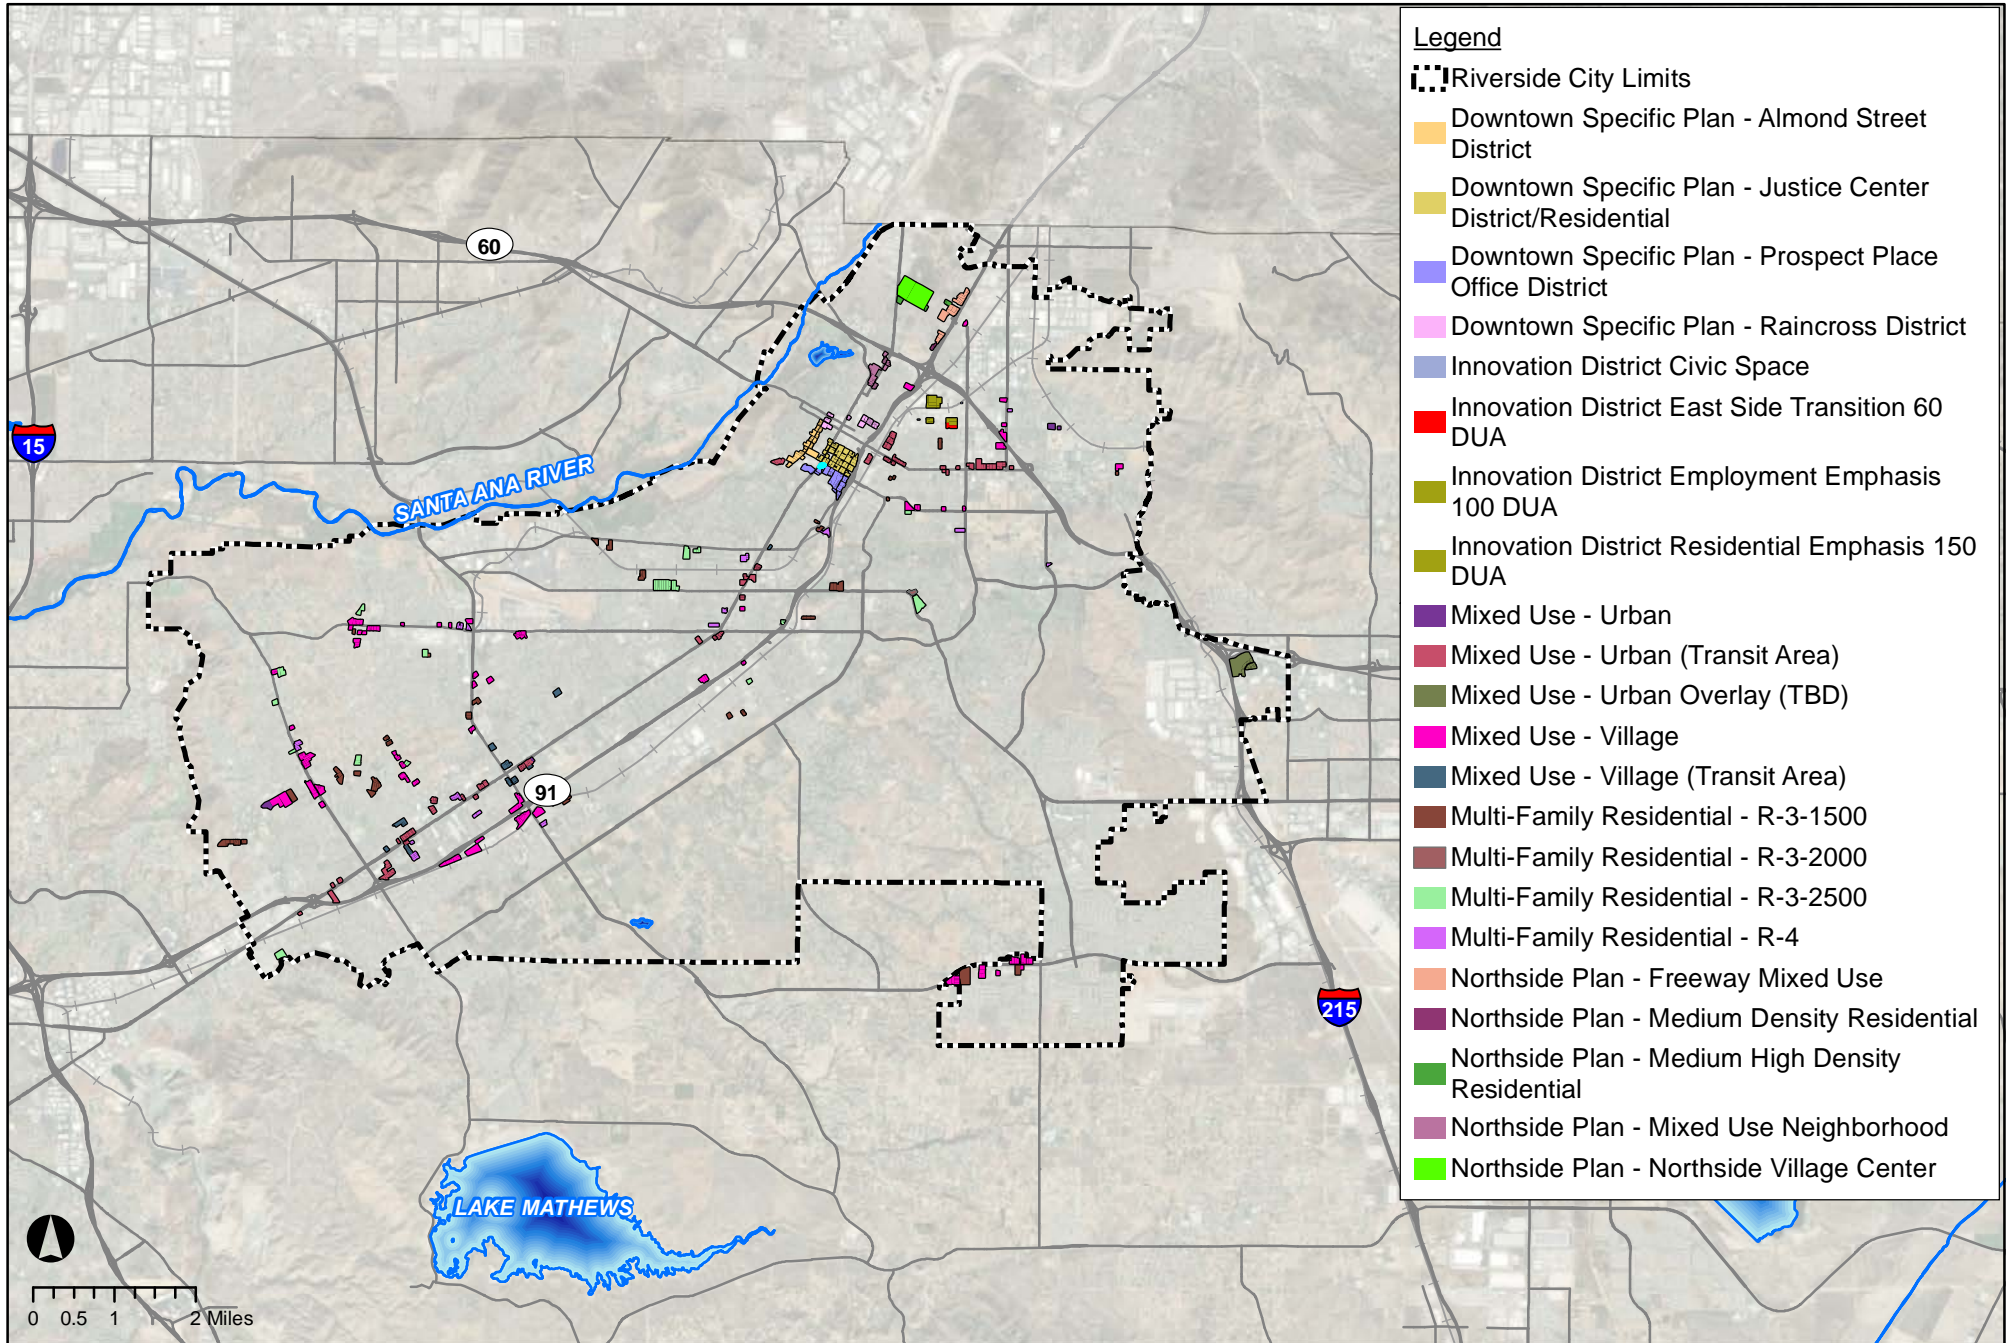 Legend
Riverside City Limits
Downtown Specific Plan - Almond Street
District
Downtown Specific Plan - Justice Center
District/Residential
Downtown Specific Plan - Prospect Place
Office District
Downtown Specific Plan - Raincross District
Innovation District Civic Space
Innovation District East Side Transition 60
DUA
Innovation District Employment Emphasis
100 DUA
Innovation District Residential Emphasis 150
DUA
Mixed Use - Urban
Mixed Use - Urban (Transit Area)
Mixed Use - Urban Overlay (TBD)
Mixed Use - Village
Mixed Use - Village (Transit Area)
Multi-Family Residential - R-3-1500
Multi-Family Residential - R-3-2000
Multi-Family Residential - R-3-2500
Multi-Family Residential - R-4
Northside Plan - Freeway Mixed Use
Northside Plan - Medium Density Residential
Northside Plan - Medium High Density
Residential
Northside Plan - Mixed Use Neighborhood
Northside Plan - Northside Village Center
60
15
SANTA ANA RIVER
91
215
LAKE MATHEWS
0 0.5 1 2 Miles